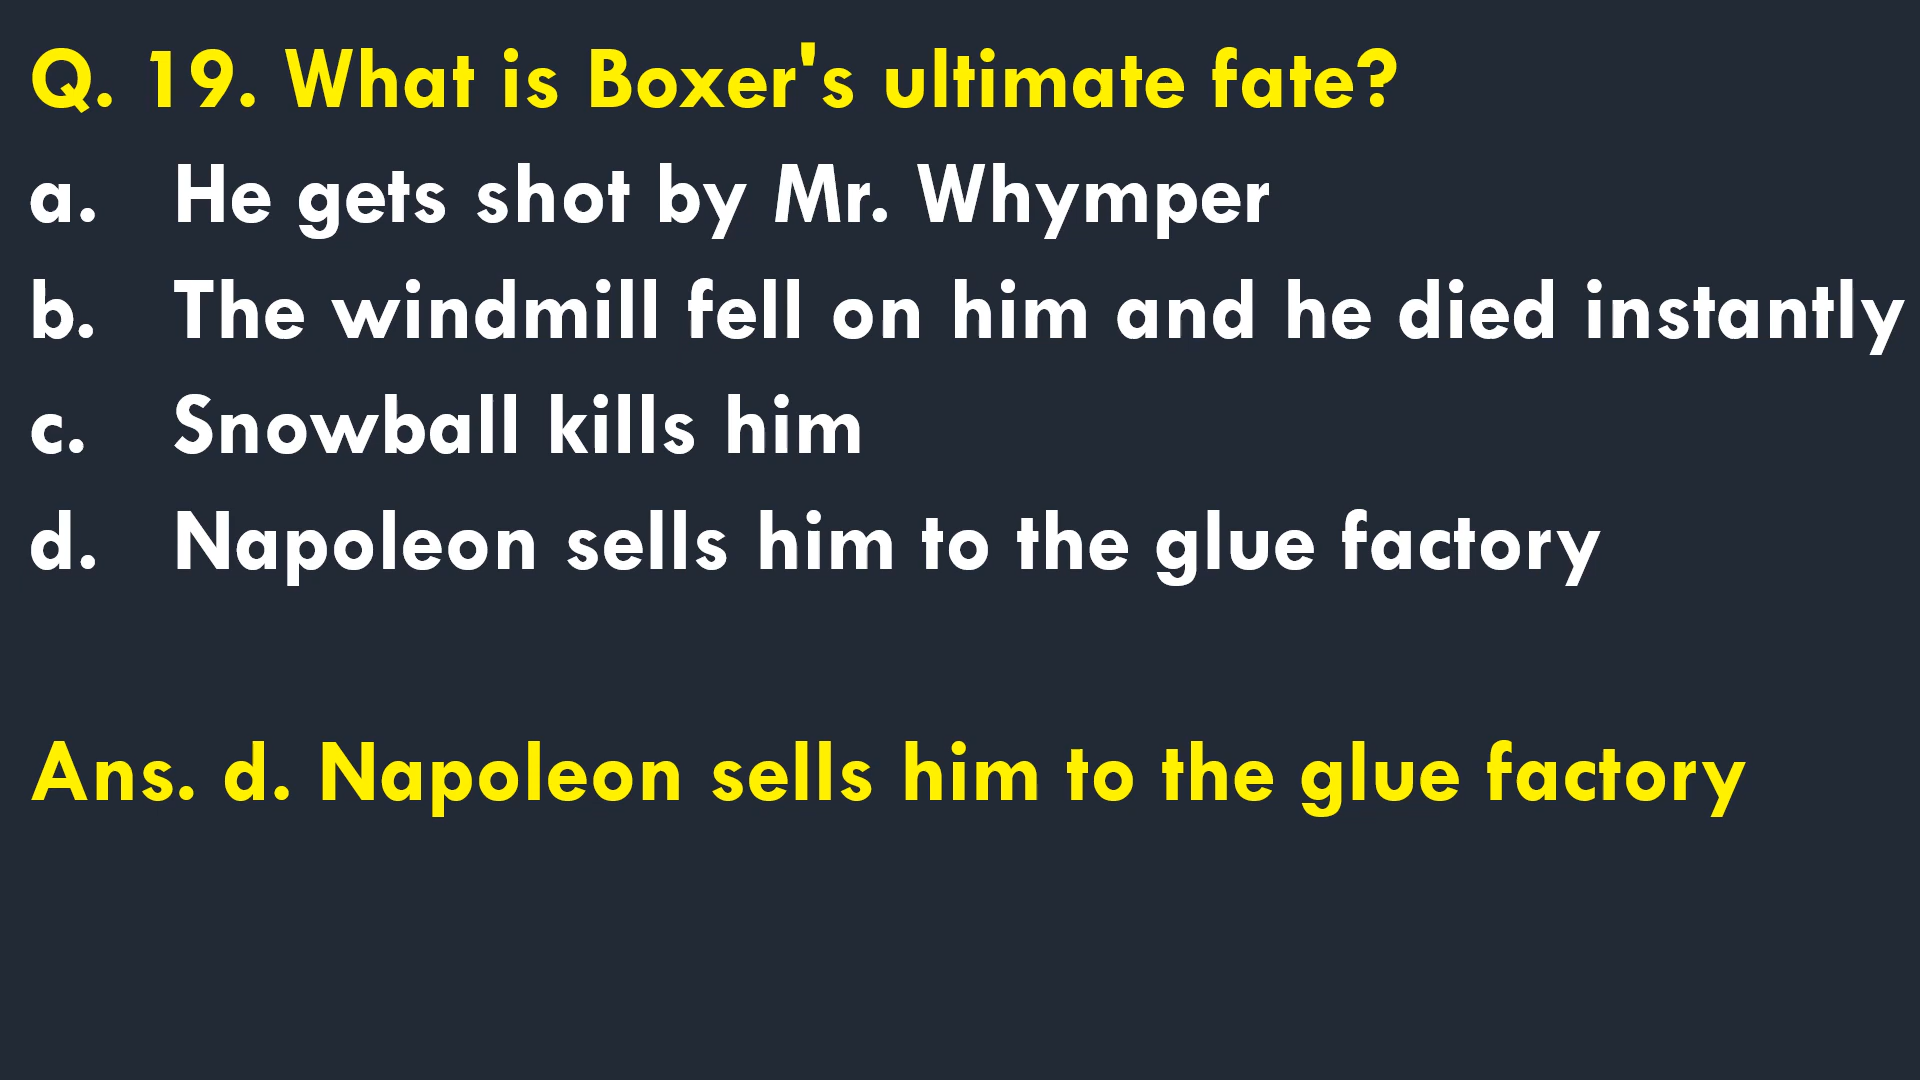 Q. 19. What is Boxer's ultimate fate?
a. He gets shot by Mr. Whymper
b. The windmill fell on him and he died instantly
c. Snowball kills him
d. Napoleon sells him to the glue factory
Ans. d. Napoleon sells him to the glue factory